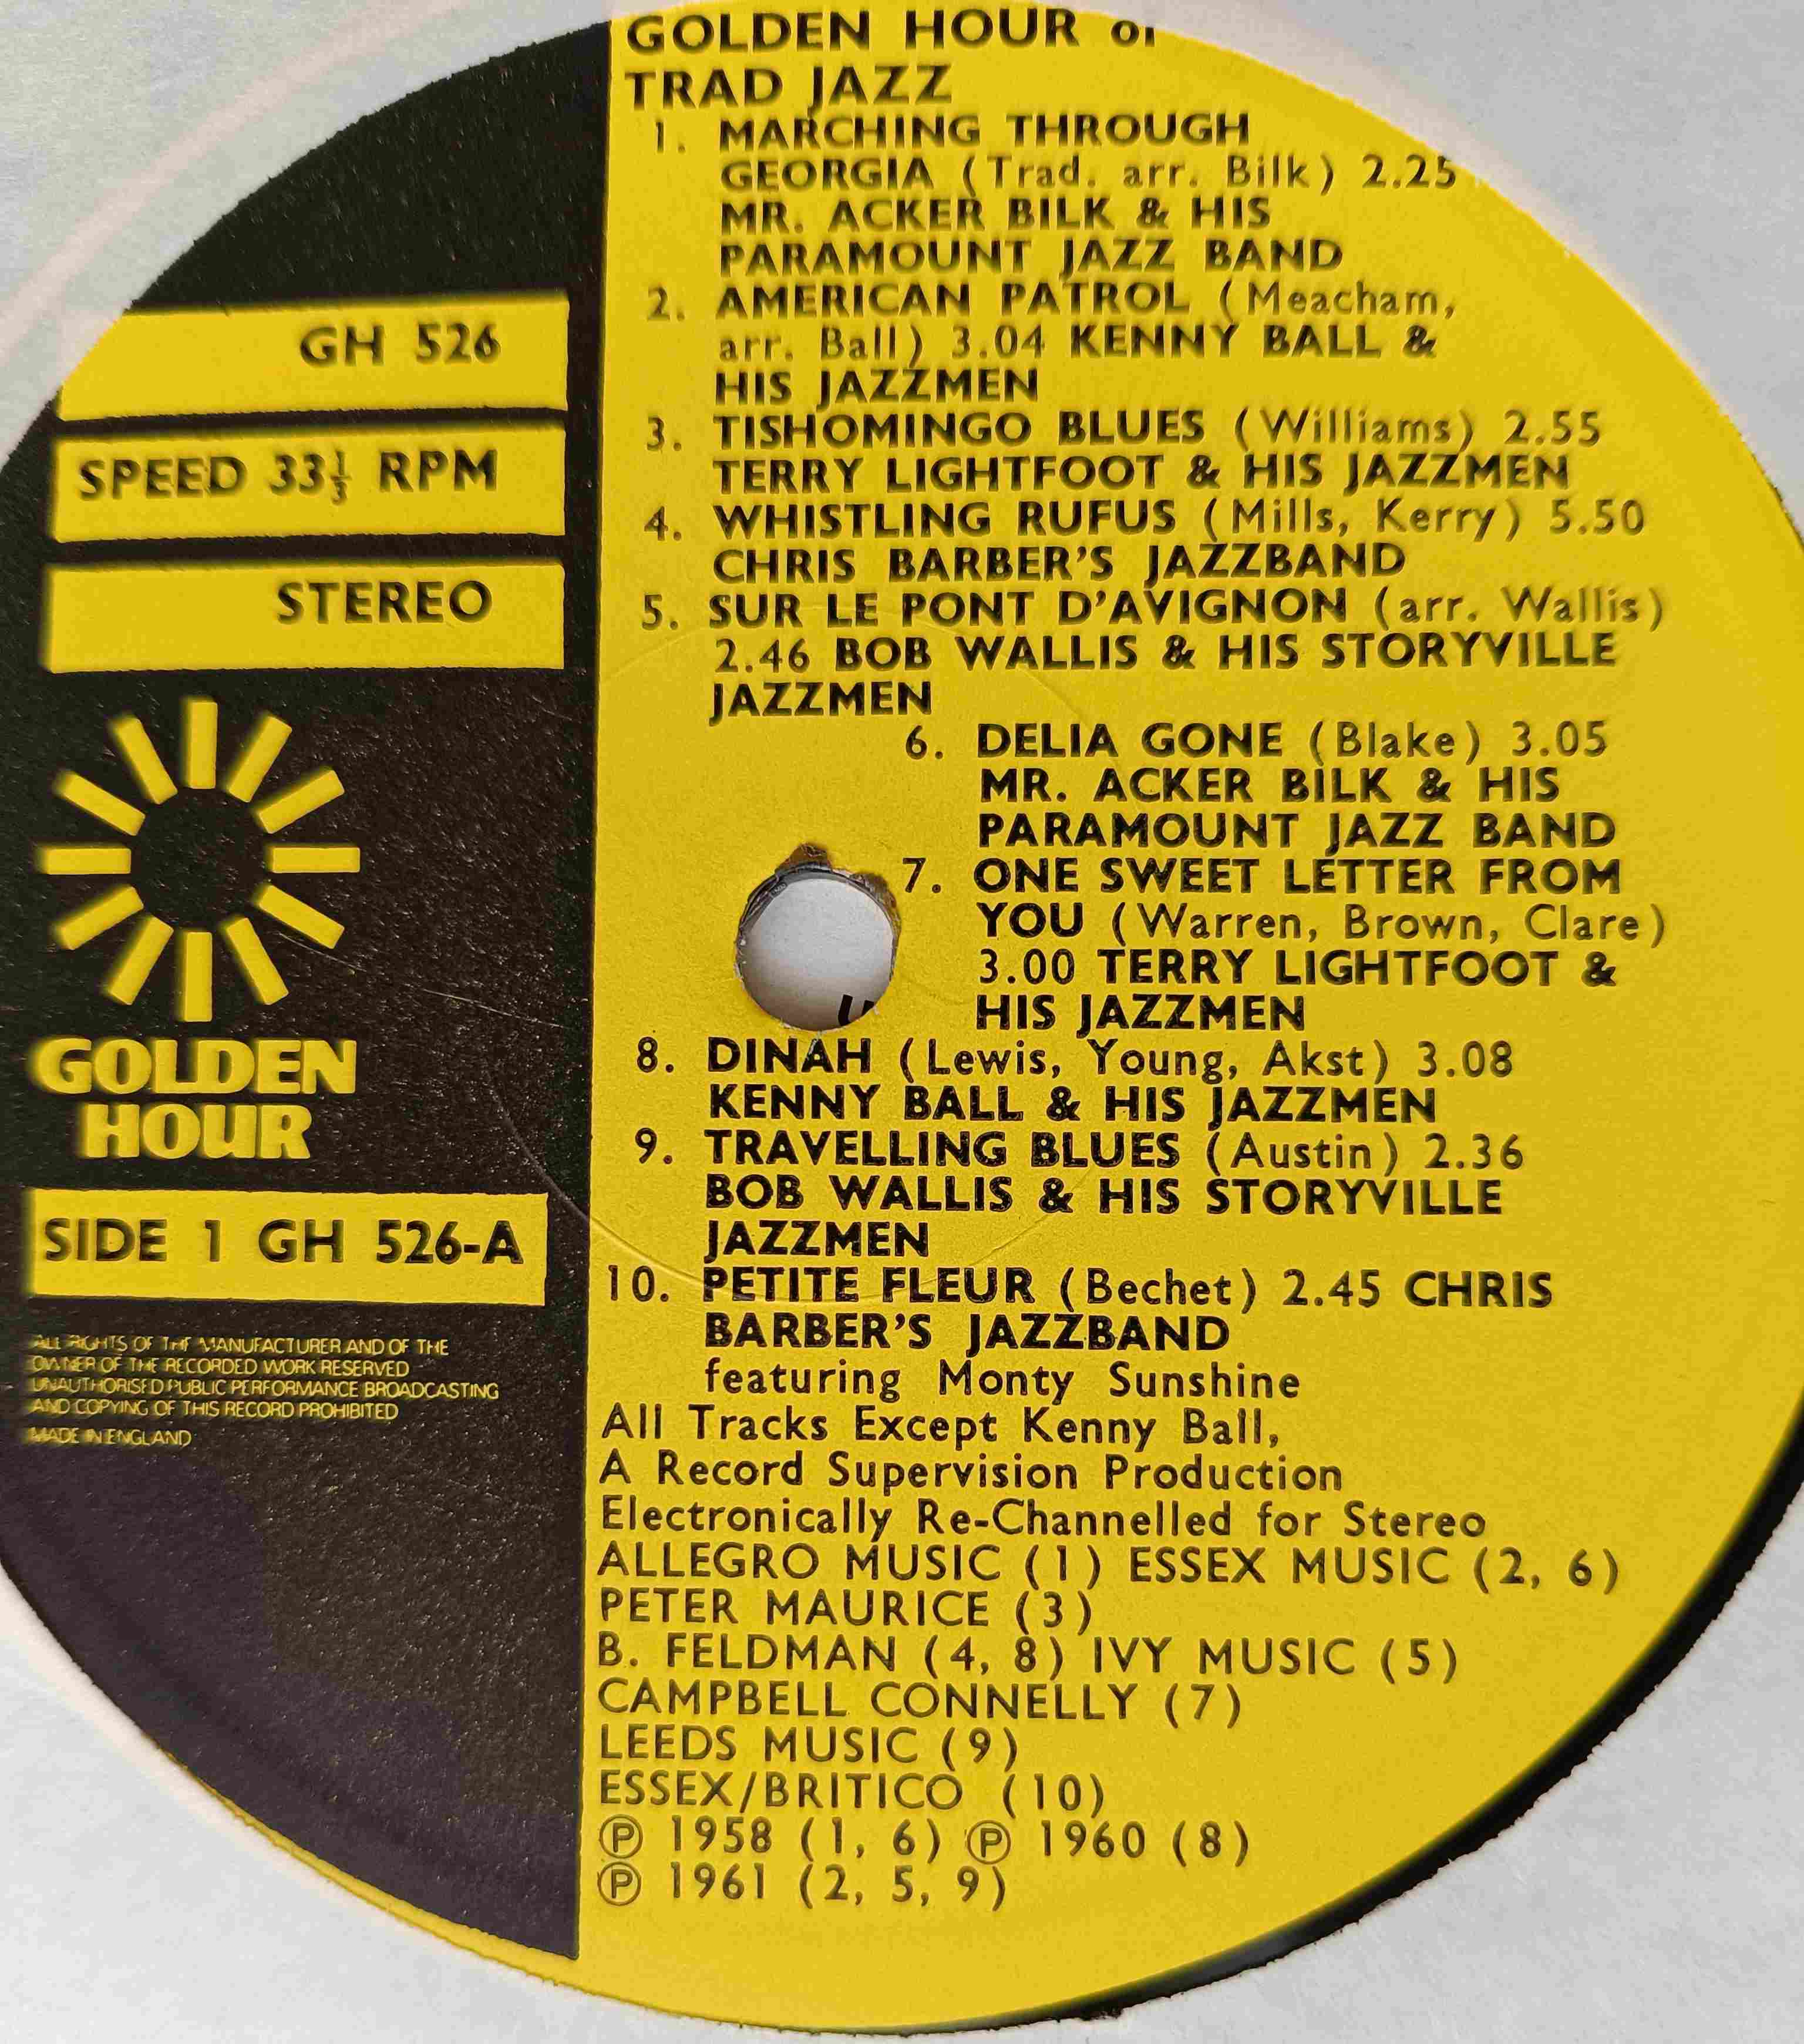 GOLDEN HOUR of
TRAD JAZZ
1. MARCHING THROUGH
GEORGIA (Trad. arr. Bilk) 2.25
MR. ACKER BILK & HIS
PARAMOUNT JAZZ BAND
2. AMERICAN PATROL (Meacham,
arr. Ball) 3.04 KENNY BALL &
HIS JAZZMEN
3. TISHOMINGO BLUES (Williams) 2.55
TERRY LIGHTFOOT & HIS JAZZMEN
4. WHISTLING RUFUS (Mills, Kerry) 5.50
CHRIS BARBER'S JAZZBAND
5. SUR LE PONT D'AVIGNON (arr. Wallis)
2.46 BOB WALLIS & HIS STORYVILLE
JAZZMEN
6. DELIA GONE (Blake) 3.05
MR. ACKER BILK & HIS
PARAMOUNT JAZZ BAND
7. ONE SWEET LETTER FROM
YOU (Warren, Brown, Clare)
3.00 TERRY LIGHTFOOT &
HIS JAZZMEN
8. DINAH (Lewis, Young, Akst) 3.08
KENNY BALL & HIS JAZZMEN
9. TRAVELLING BLUES (Austin) 2.36
BOB WALLIS & HIS STORYVILLE
JAZZMEN
10. PETITE FLEUR (Bechet) 2.45 CHRIS
BARBER'S JAZZBAND
featuring Monty Sunshine
All Tracks Except Kenny Ball,
A Record Supervision Production
Electronically Re-Channelled for Stereo
ALLEGRO MUSIC (1) ESSEX MUSIC (2, 6)
PETER MAURICE (3)
B. FELDMAN (4, 8) IVY MUSIC (5)
CAMPBELL CONNELLY (7)
LEEDS MUSIC (9)
ESSEX/BRITICO (10)
℗ 1958 (1, 6) ℗ 1960 (8)
℗ 1961 (2, 5, 9)
GH 526
SPEED 33⅓ RPM
STEREO
GOLDEN
HOUR
SIDE 1 GH 526-A
ALL RIGHTS OF THE MANUFACTURER AND OF THE
OWNER OF THE RECORDED WORK RESERVED
UNAUTHORISED PUBLIC PERFORMANCE BROADCASTING
AND COPYING OF THIS RECORD PROHIBITED
MADE IN ENGLAND